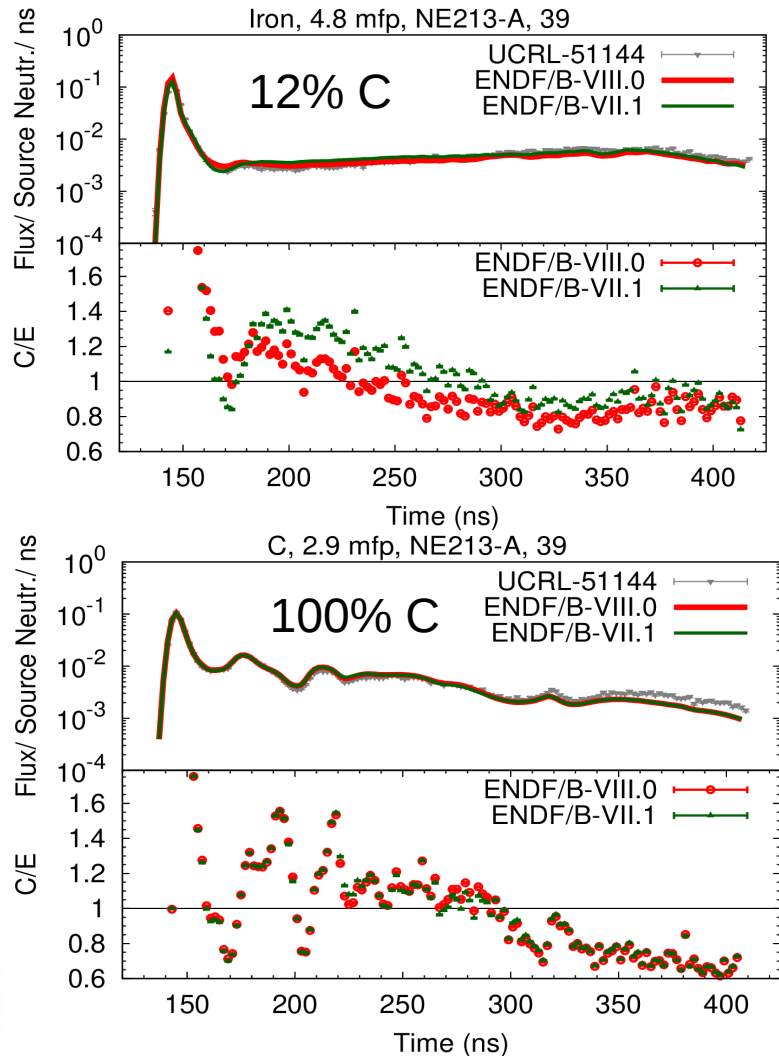 Iron, 4.8 mfp, NE213-A, 39
Flux/ Source Neutr./ ns
10^0
10^-1
10^-2
10^-3
10^-4
UCRL-51144
ENDF/B-VIII.0
ENDF/B-VII.1
12% C
C/E
1.6
1.4
1.2
1
0.8
0.6
ENDF/B-VIII.0
ENDF/B-VII.1
150 200 250 300 350 400
Time (ns)
C, 2.9 mfp, NE213-A, 39
Flux/ Source Neutr./ ns
10^0
10^-1
10^-2
10^-3
10^-4
UCRL-51144
ENDF/B-VIII.0
ENDF/B-VII.1
100% C
C/E
1.6
1.4
1.2
1
0.8
0.6
ENDF/B-VIII.0
ENDF/B-VII.1
150 200 250 300 350 400
Time (ns)